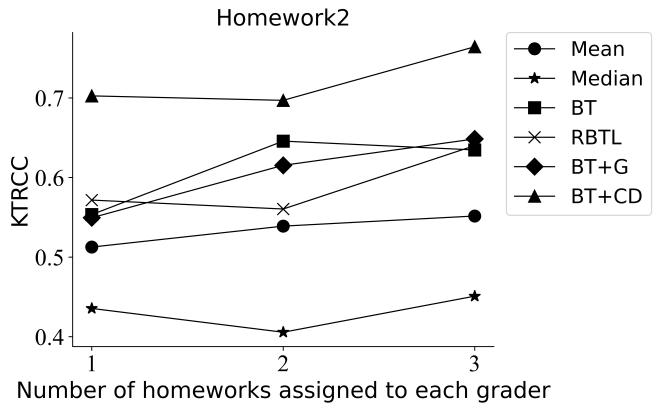 Homework2
KTRCC
0.7
0.6
0.5
0.4
1
2
3
Number of homeworks assigned to each grader
Mean
Median
BT
RBTL
BT+G
BT+CD